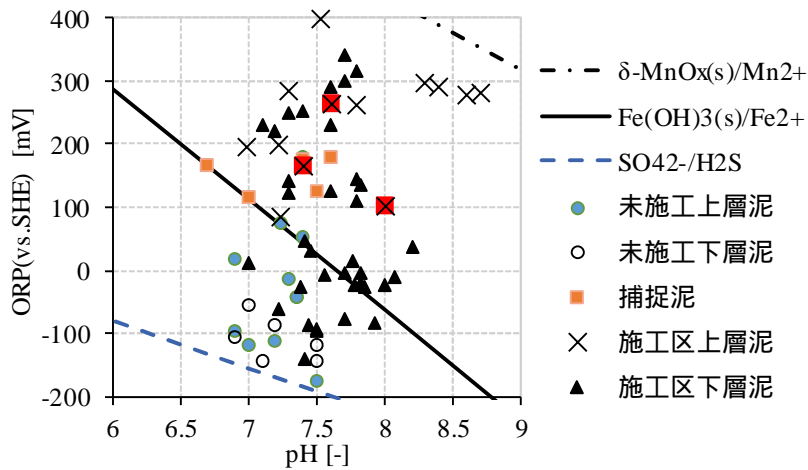 400
300
200
100
0
-100
-200
ORP(vs.SHE) [mV]
6 6.5 7 7.5 8 8.5 9
pH [-]
δ-MnOx(s)/Mn2+
Fe(OH)3(s)/Fe2+
SO42-/H2S
未施工上層泥
未施工下層泥
捕捉泥
施工区上層泥
施工区下層泥